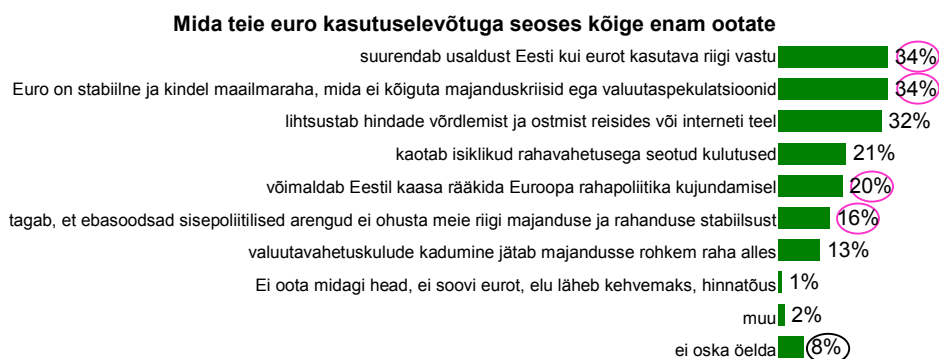 Mida teie euro kasutuselevõtuga seoses kõige enam ootate
suurendab usaldust Eesti kui eurot kasutava riigi vastu 34%
Euro on stabiilne ja kindel maailmaraha, mida ei kõiguta majanduskriisid ega valuutaspekulatsioonid 34%
lihtsustab hindade võrdlemist ja ostmist reisides või interneti teel 32%
kaotab isiklikud rahavahetusega seotud kulutused 21%
võimaldab Eestil kaasa rääkida Euroopa rahapoliitika kujundamisel 20%
tagab, et ebasoodsad sisepoliitilised arengud ei ohusta meie riigi majanduse ja rahanduse stabiilsust 16%
valuutavahetuskulude kadumine jätab majandusse rohkem raha alles 13%
Ei oota midagi head, ei soovi eurot, elu läheb kehvemaks, hinnatõus 1%
muu 2%
ei oska öelda 8%